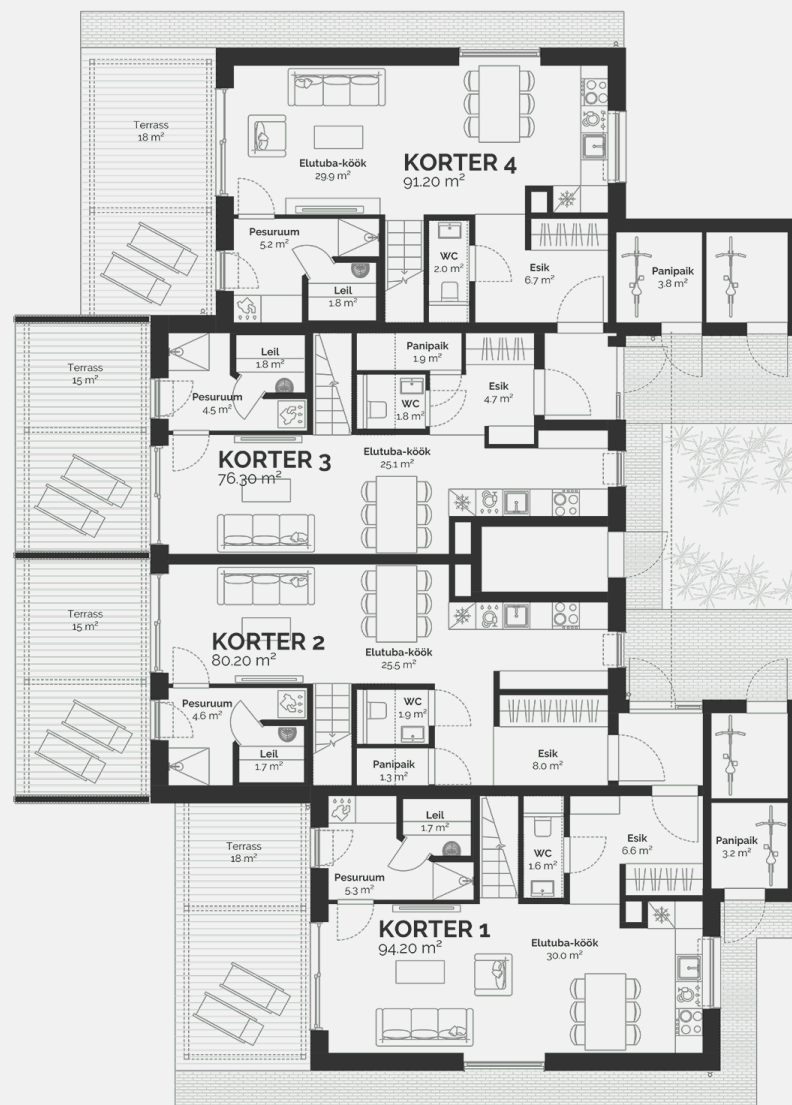 Terrass
18 m²
Elutuba-köök
29.9 m²
KORTER 4
91.20 m²
Pesuruum
5.2 m²
Leil
1.8 m²
WC
2.0 m²
Esik
6.7 m²
Panipaik
3.8 m²
Terrass
15 m²
Leil
1.8 m²
Pesuruum
4.5 m²
Panipaik
1.9 m²
WC
1.8 m²
Esik
4.7 m²
KORTER 3
76.30 m²
Elutuba-köök
25.1 m²
Terrass
15 m²
KORTER 2
80.20 m²
Elutuba-köök
25.5 m²
Pesuruum
4.6 m²
Leil
1.7 m²
WC
1.9 m²
Panipaik
1.3 m²
Esik
8.0 m²
Terrass
18 m²
Leil
1.7 m²
Pesuruum
5.3 m²
WC
1.6 m²
Esik
6.6 m²
Panipaik
3.2 m²
KORTER 1
94.20 m²
Elutuba-köök
30.0 m²